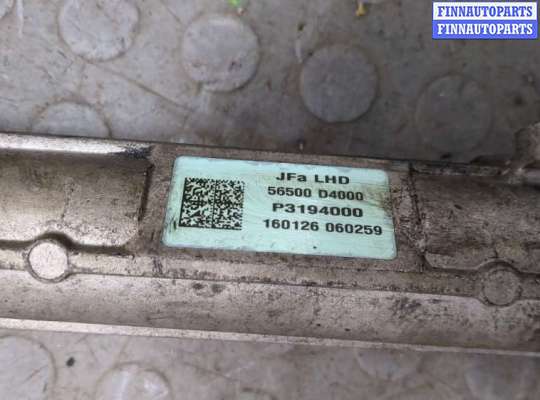 FINNAUTOPARTS
FINNAUTOPARTS
JFa LHD
56500 D4000
P3194000
160126 060259